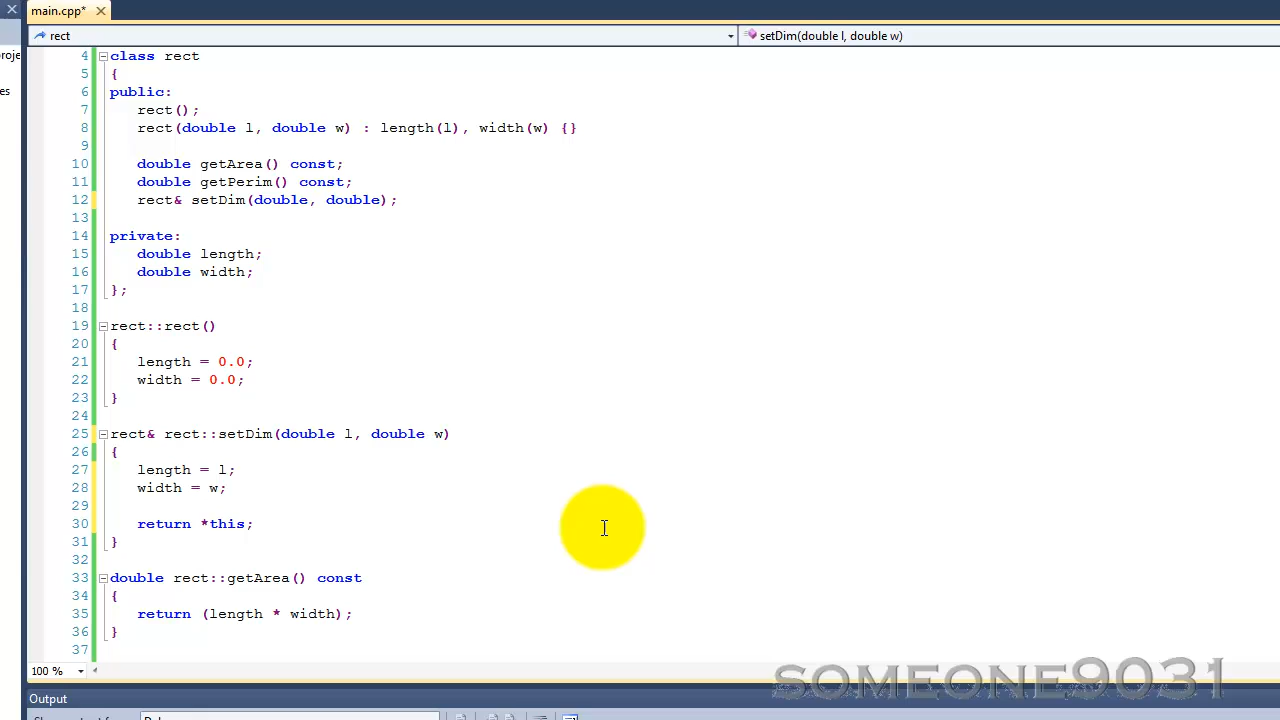 main.cpp*
rect
setDim(double l, double w)
proje
es
4 class rect
5 {
6 public:
7 rect();
8 rect(double l, double w) : length(l), width(w) {}
9
10 double getArea() const;
11 double getPerim() const;
12 rect& setDim(double, double);
13
14 private:
15 double length;
16 double width;
17 };
18
19 rect::rect()
20 {
21 length = 0.0;
22 width = 0.0;
23 }
24
25 rect& rect::setDim(double l, double w)
26 {
27 length = l;
28 width = w;
29
30 return *this;
31 }
32
33 double rect::getArea() const
34 {
35 return (length * width);
36 }
37
100 %
SOMEONE9031
Output